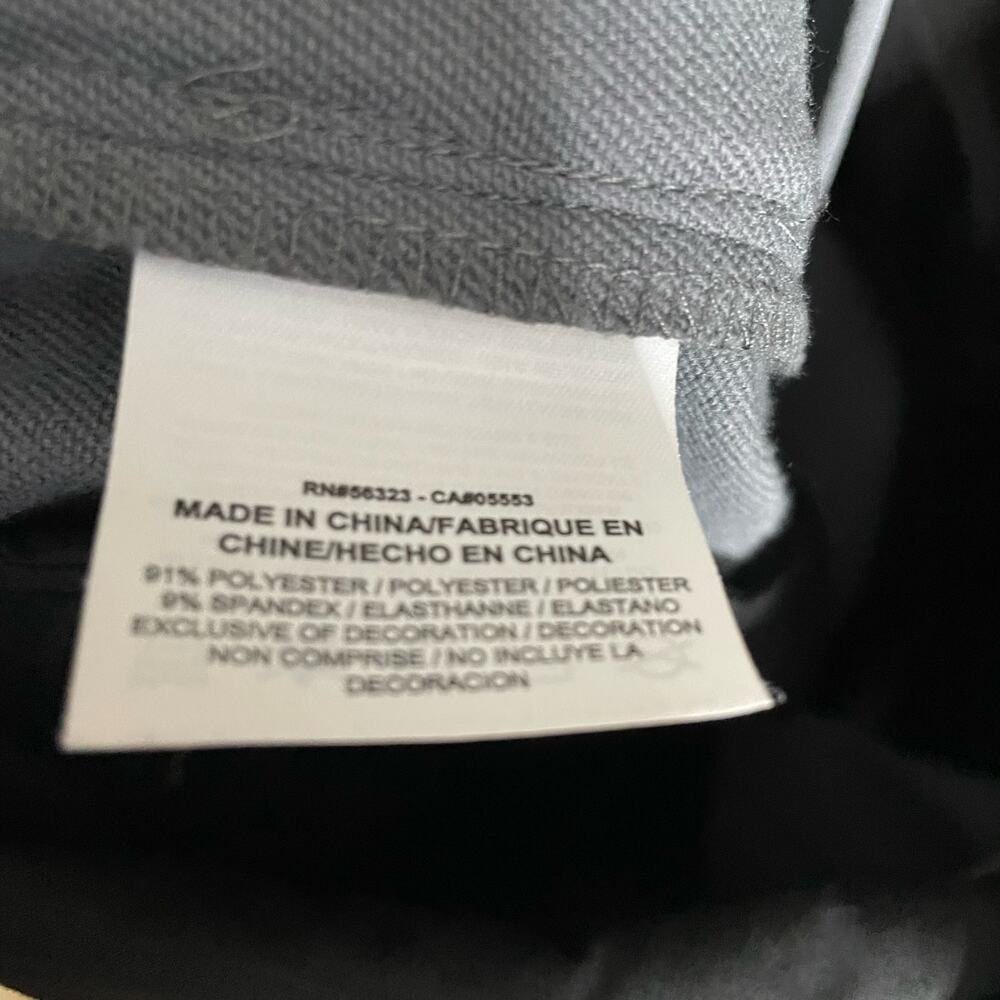 RN#56323 - CA#05553
MADE IN CHINA/FABRIQUE EN
CHINE/HECHO EN CHINA
91% POLYESTER / POLYESTER / POLIESTER
9% SPANDEX / ELASTHANNE / ELASTANO
EXCLUSIVE OF DECORATION / DECORATION
NON COMPRISE / NO INCLUYE LA
DECORACION